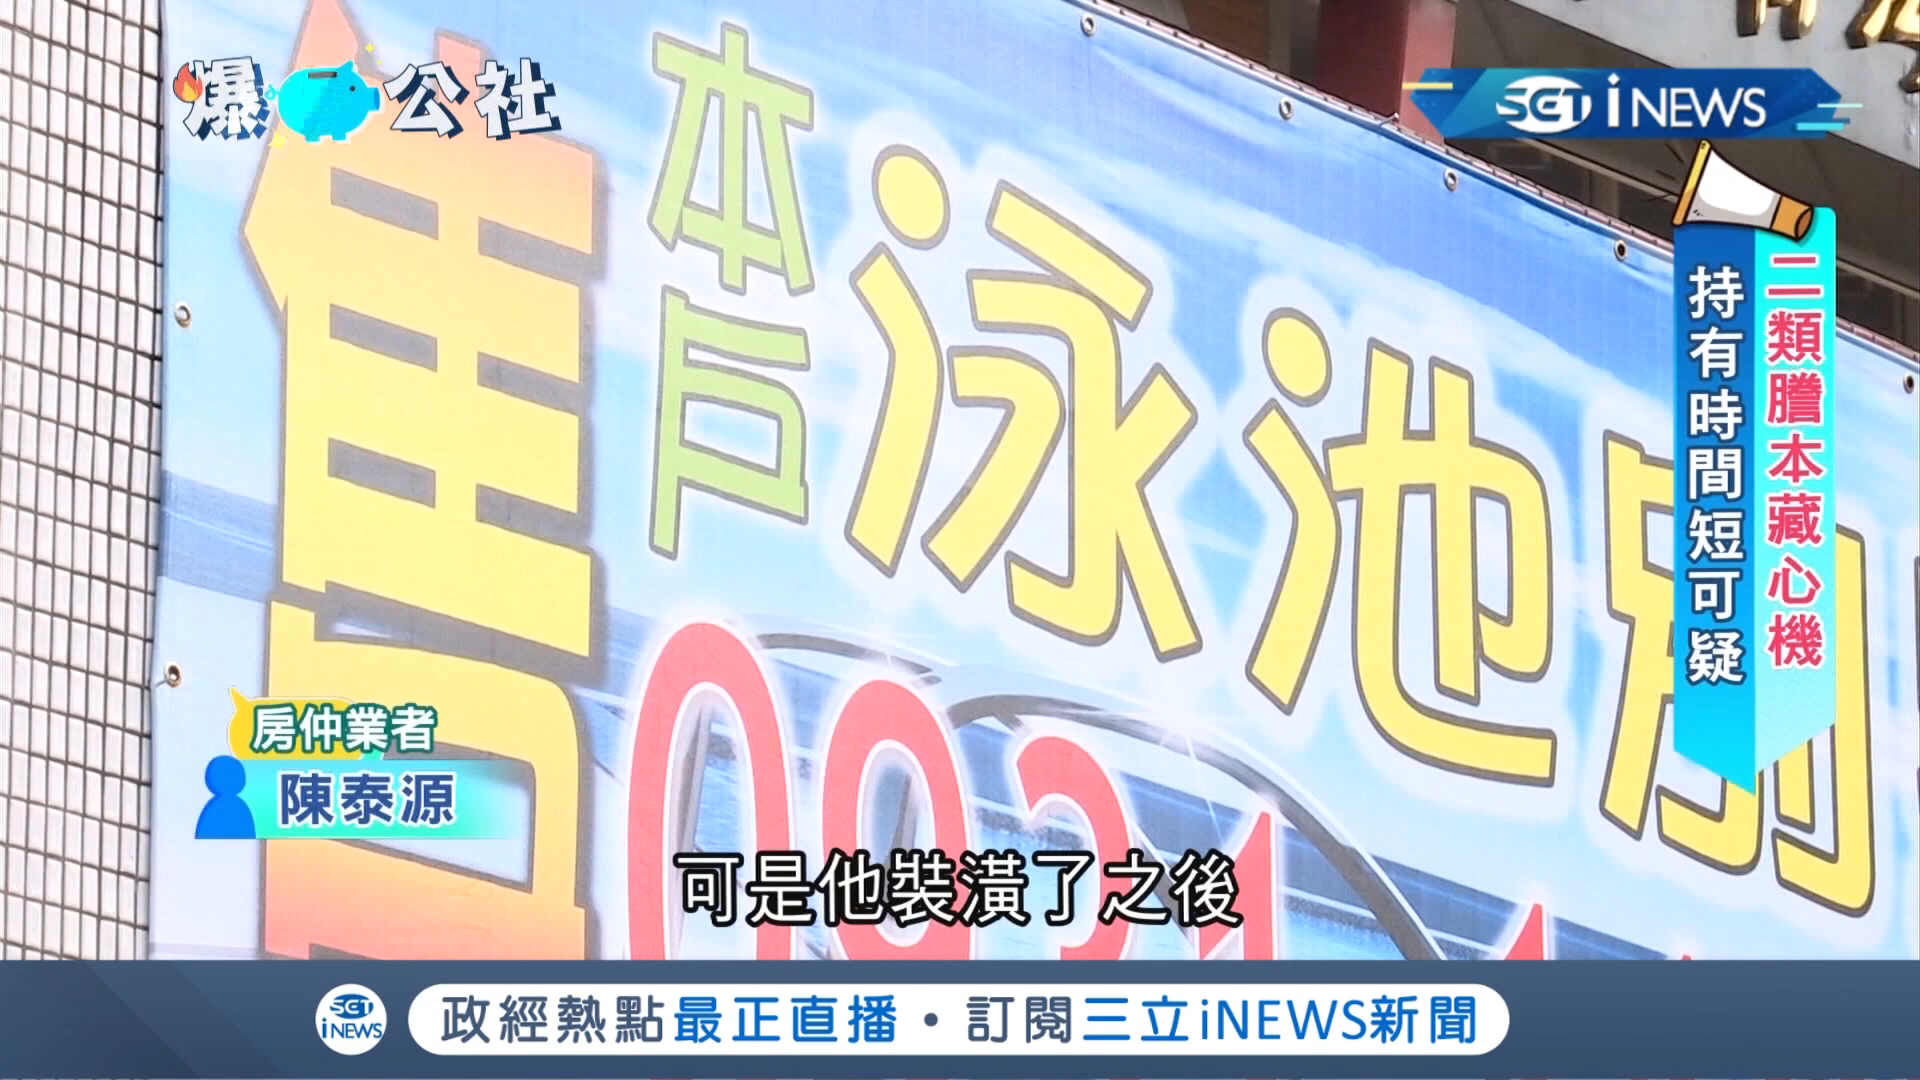 爆 公社
SET iNEWS
二類謄本藏心機
持有時間短可疑
售
本戶
泳池別
房仲業者
陳泰源
可是他裝潢了之後
SET iNEWS
政經熱點最正直播・訂閱三立iNEWS新聞